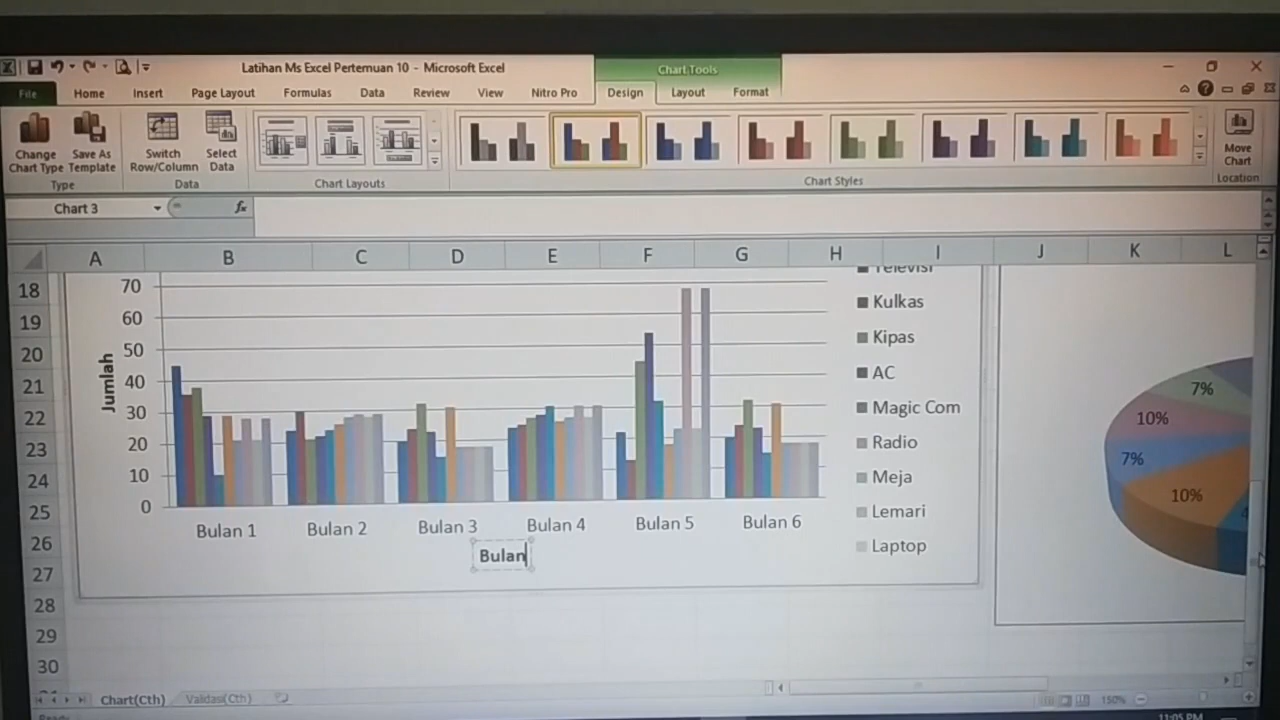 Latihan Ms Excel Pertemuan 10 - Microsoft Excel
Chart Tools
File Home Insert Page Layout Formulas Data Review View Nitro Pro Design Layout Format
Change Chart Type
Save As Template
Switch Row/Column
Select Data
Move Chart
Type Data Chart Layouts Chart Styles Location
Chart 3 fx
A B C D E F G H I J K L
18
19
20
21
22
23
24
25
26
27
28
29
30
Jumlah
70
60
50
40
30
20
10
0
Bulan 1 Bulan 2 Bulan 3 Bulan 4 Bulan 5 Bulan 6
Bulan
Televisi
Kulkas
Kipas
AC
Magic Com
Radio
Meja
Lemari
Laptop
7%
10%
7%
10%
Chart(Cth) Validasi(Cth)
150%
11:05 PM